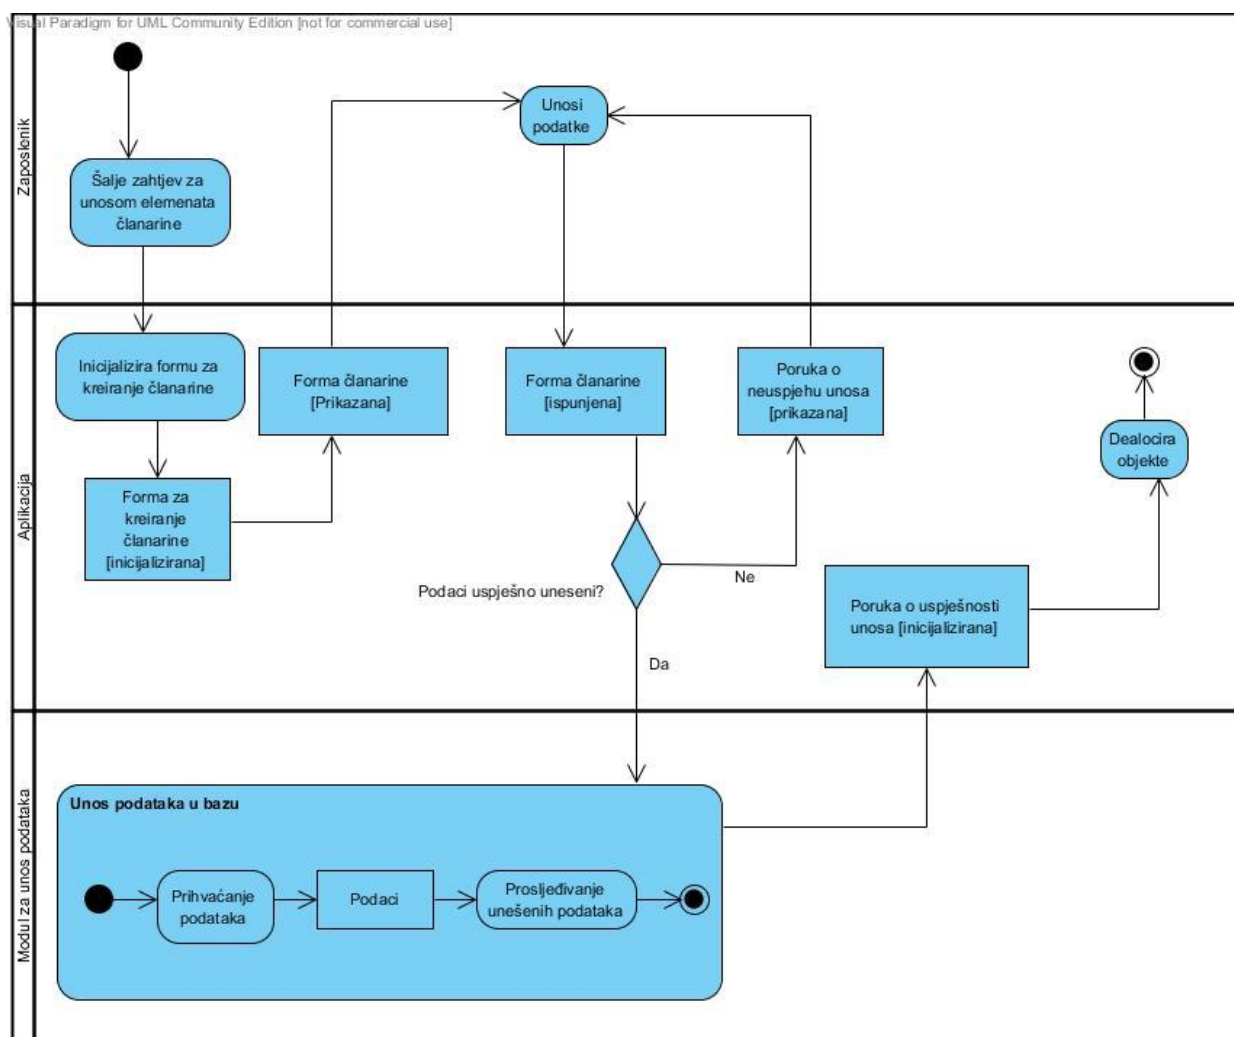 Visual Paradigm for UML Community Edition [not for commercial use]
Zaposlenik
Šalje zahtjev za
unosom elemenata
članarine
Unosi
podatke
Aplikacija
Inicijalizira formu za
kreiranje članarine
Forma za
kreiranje
članarine
[inicijalizirana]
Forma članarine
[Prikazana]
Forma članarine
[ispunjena]
Poruka o
neuspjehu unosa
[prikazana]
Podaci uspješno uneseni?
Ne
Da
Poruka o uspješnosti
unosa [inicijalizirana]
Dealocira
objekte
Modul za unos podataka
Unos podataka u bazu
Prihvaćanje
podataka
Podaci
Prosljeđivanje
unešenih podataka